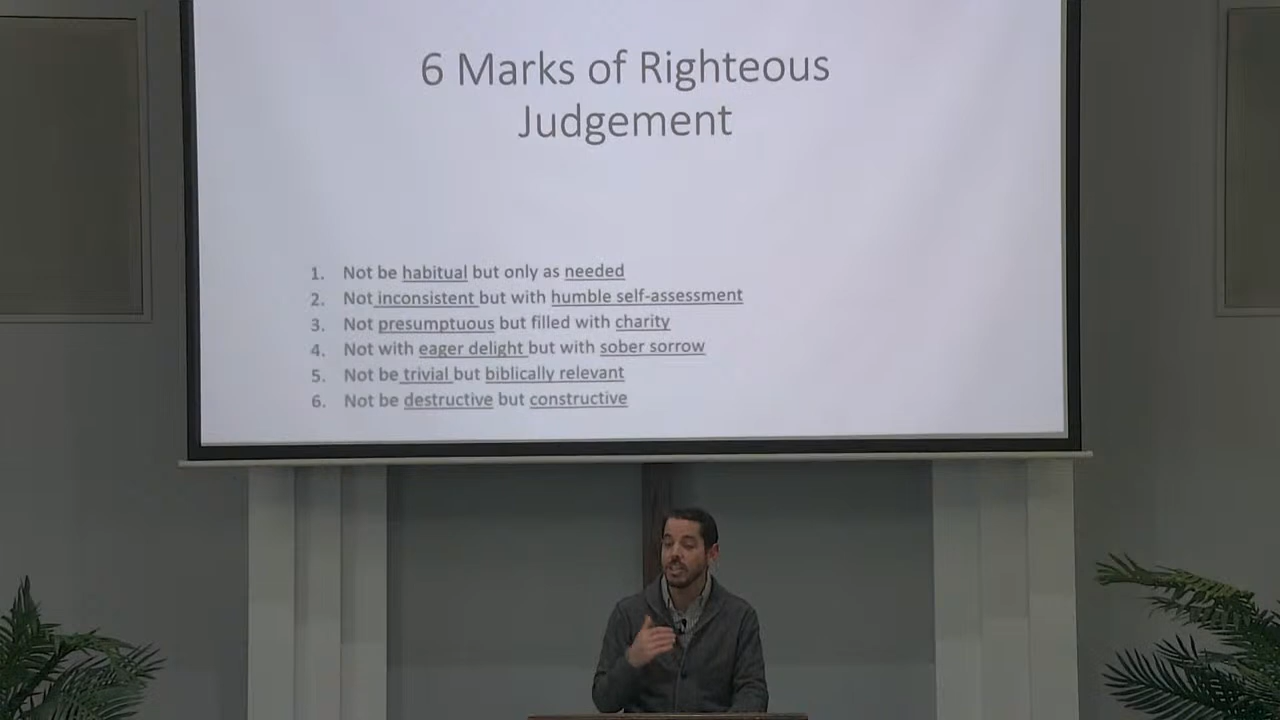 6 Marks of Righteous
Judgement
1. Not be habitual but only as needed
2. Not inconsistent but with humble self-assessment
3. Not presumptuous but filled with charity
4. Not with eager delight but with sober sorrow
5. Not be trivial but biblically relevant
6. Not be destructive but constructive